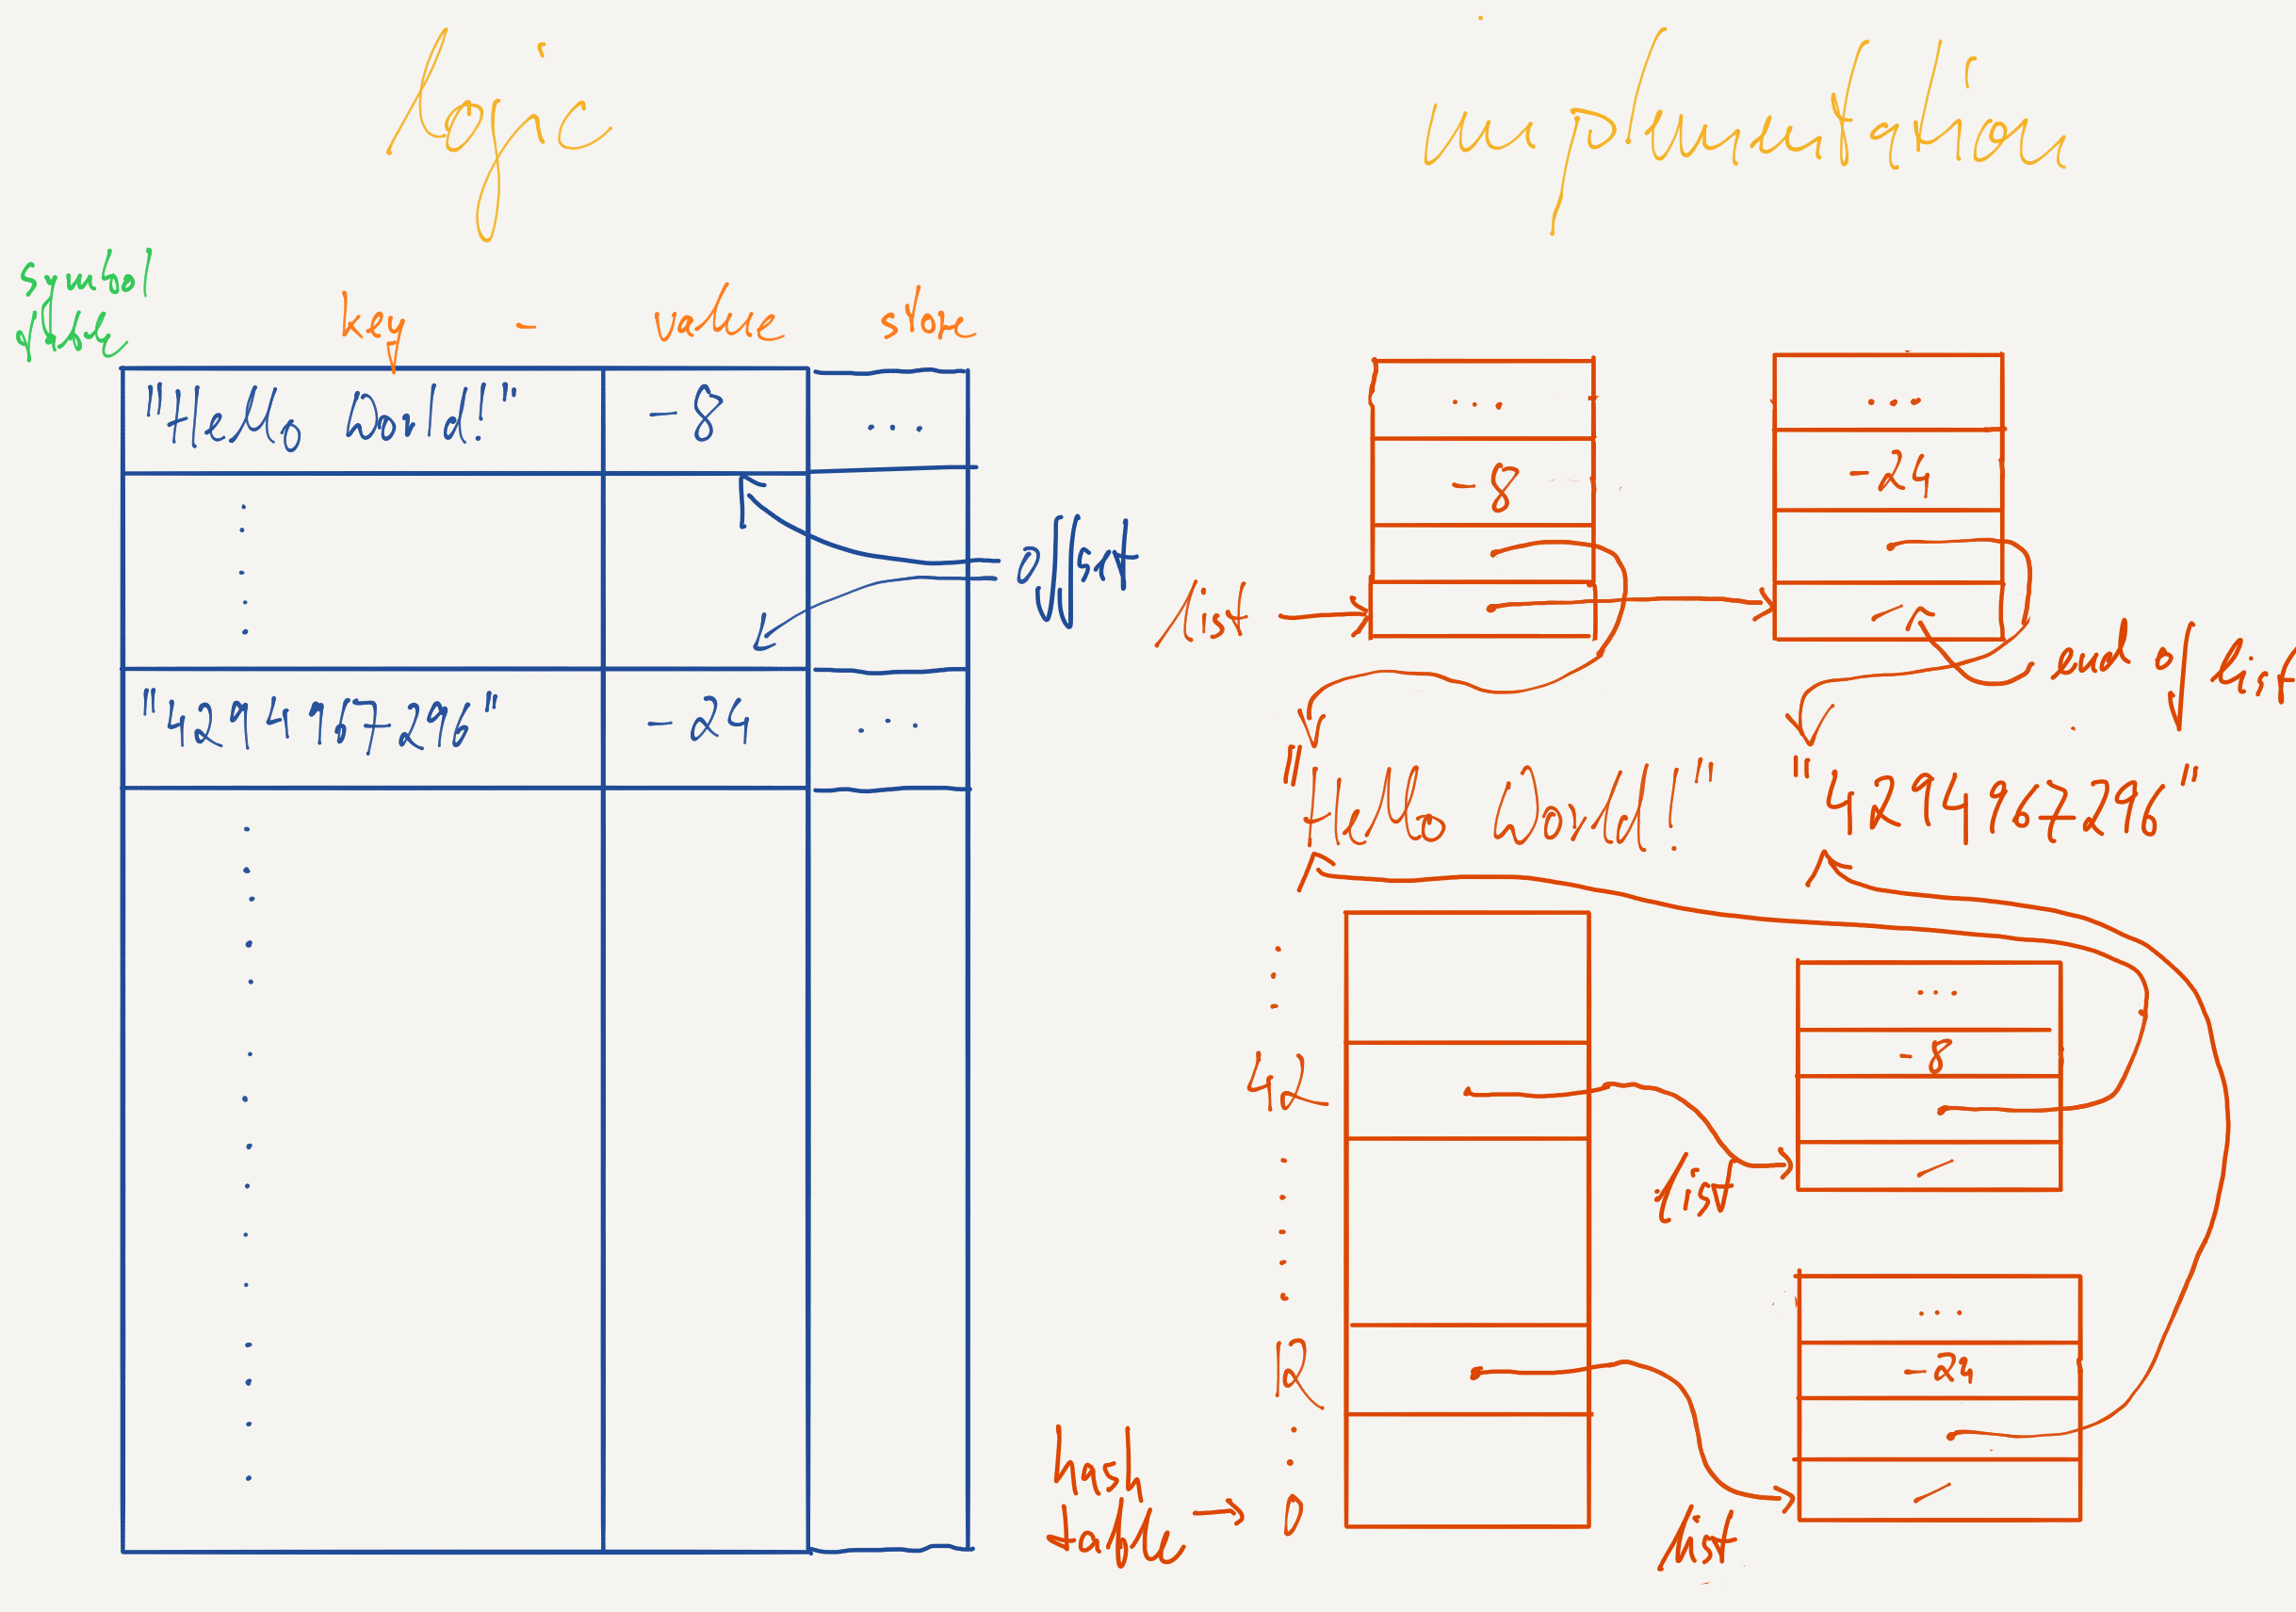 logic
implementation
symbol
table
key - value store
"Hello World!" -8 ...
offset
"4294967296" -24 ...
...
-8
list
...
-24
end of list
"Hello World!" "4294967296"
42
12
0
hash
table
list
...
-8
list
...
-24